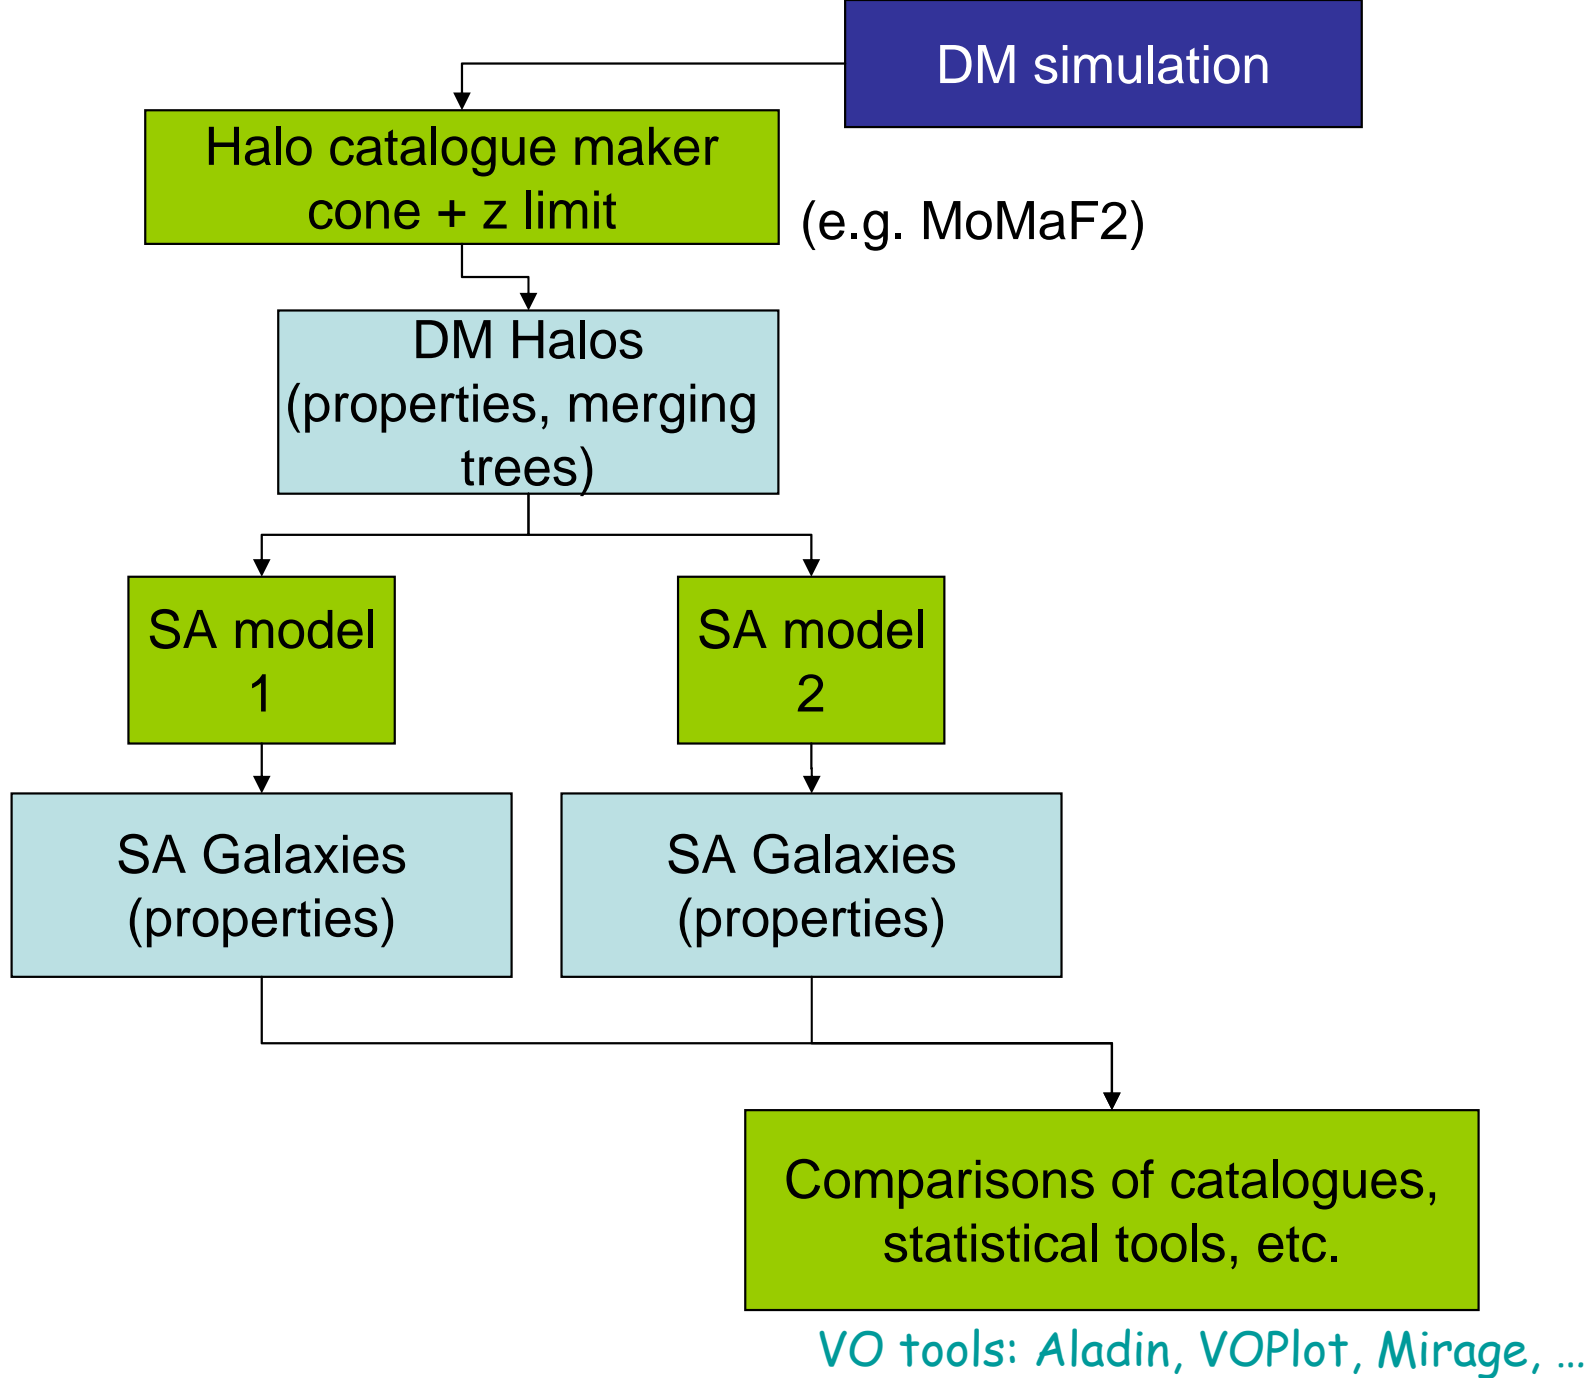 DM simulation
Halo catalogue maker
cone + z limit
(e.g. MoMaF2)
DM Halos
(properties, merging
trees)
SA model
1
SA model
2
SA Galaxies
(properties)
SA Galaxies
(properties)
Comparisons of catalogues,
statistical tools, etc.
VO tools: Aladin, VOPlot, Mirage, ...